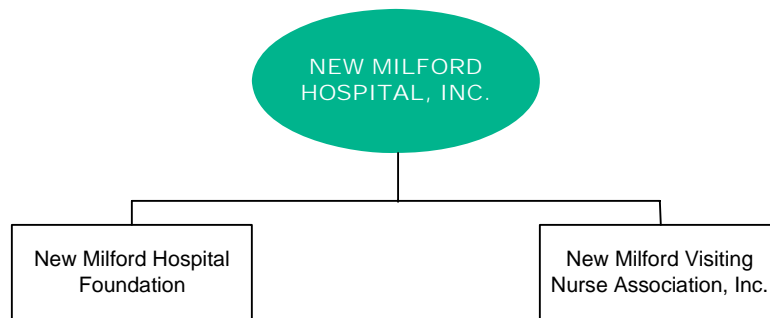 NEW MILFORD
HOSPITAL, INC.
New Milford Hospital
Foundation
New Milford Visiting
Nurse Association, Inc.